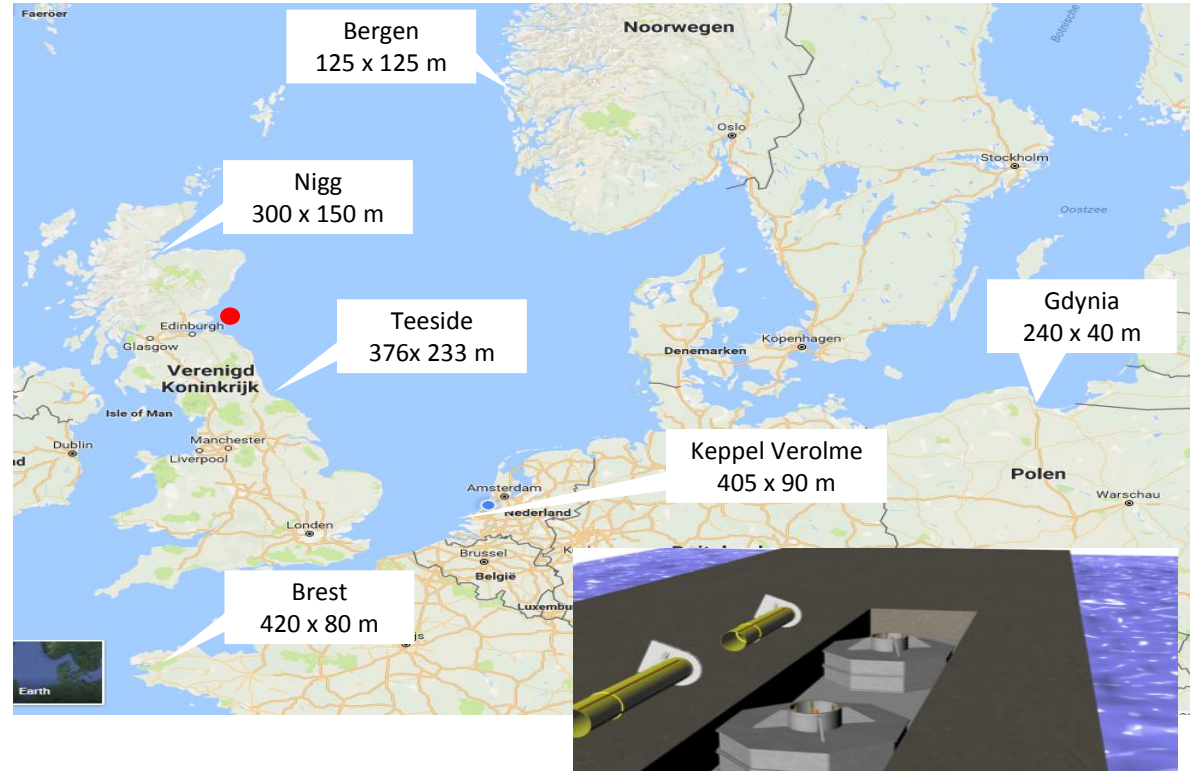 Faeröer
Bergen
125 x 125 m
Noorwegen
Botnische
Oslo
Stockholm
Nigg
300 x 150 m
Oostzee
Edinburgh
Glasgow
Teeside
376x 233 m
Gdynia
240 x 40 m
Kopenhagen
Denemarken
Verenigd
Koninkrijk
Isle of Man
Dublin
Manchester
Liverpool
Keppel Verolme
405 x 90 m
Polen
Warschau
Amsterdam
Nederland
Londen
Brussel
België
Brest
420 x 80 m
Earth